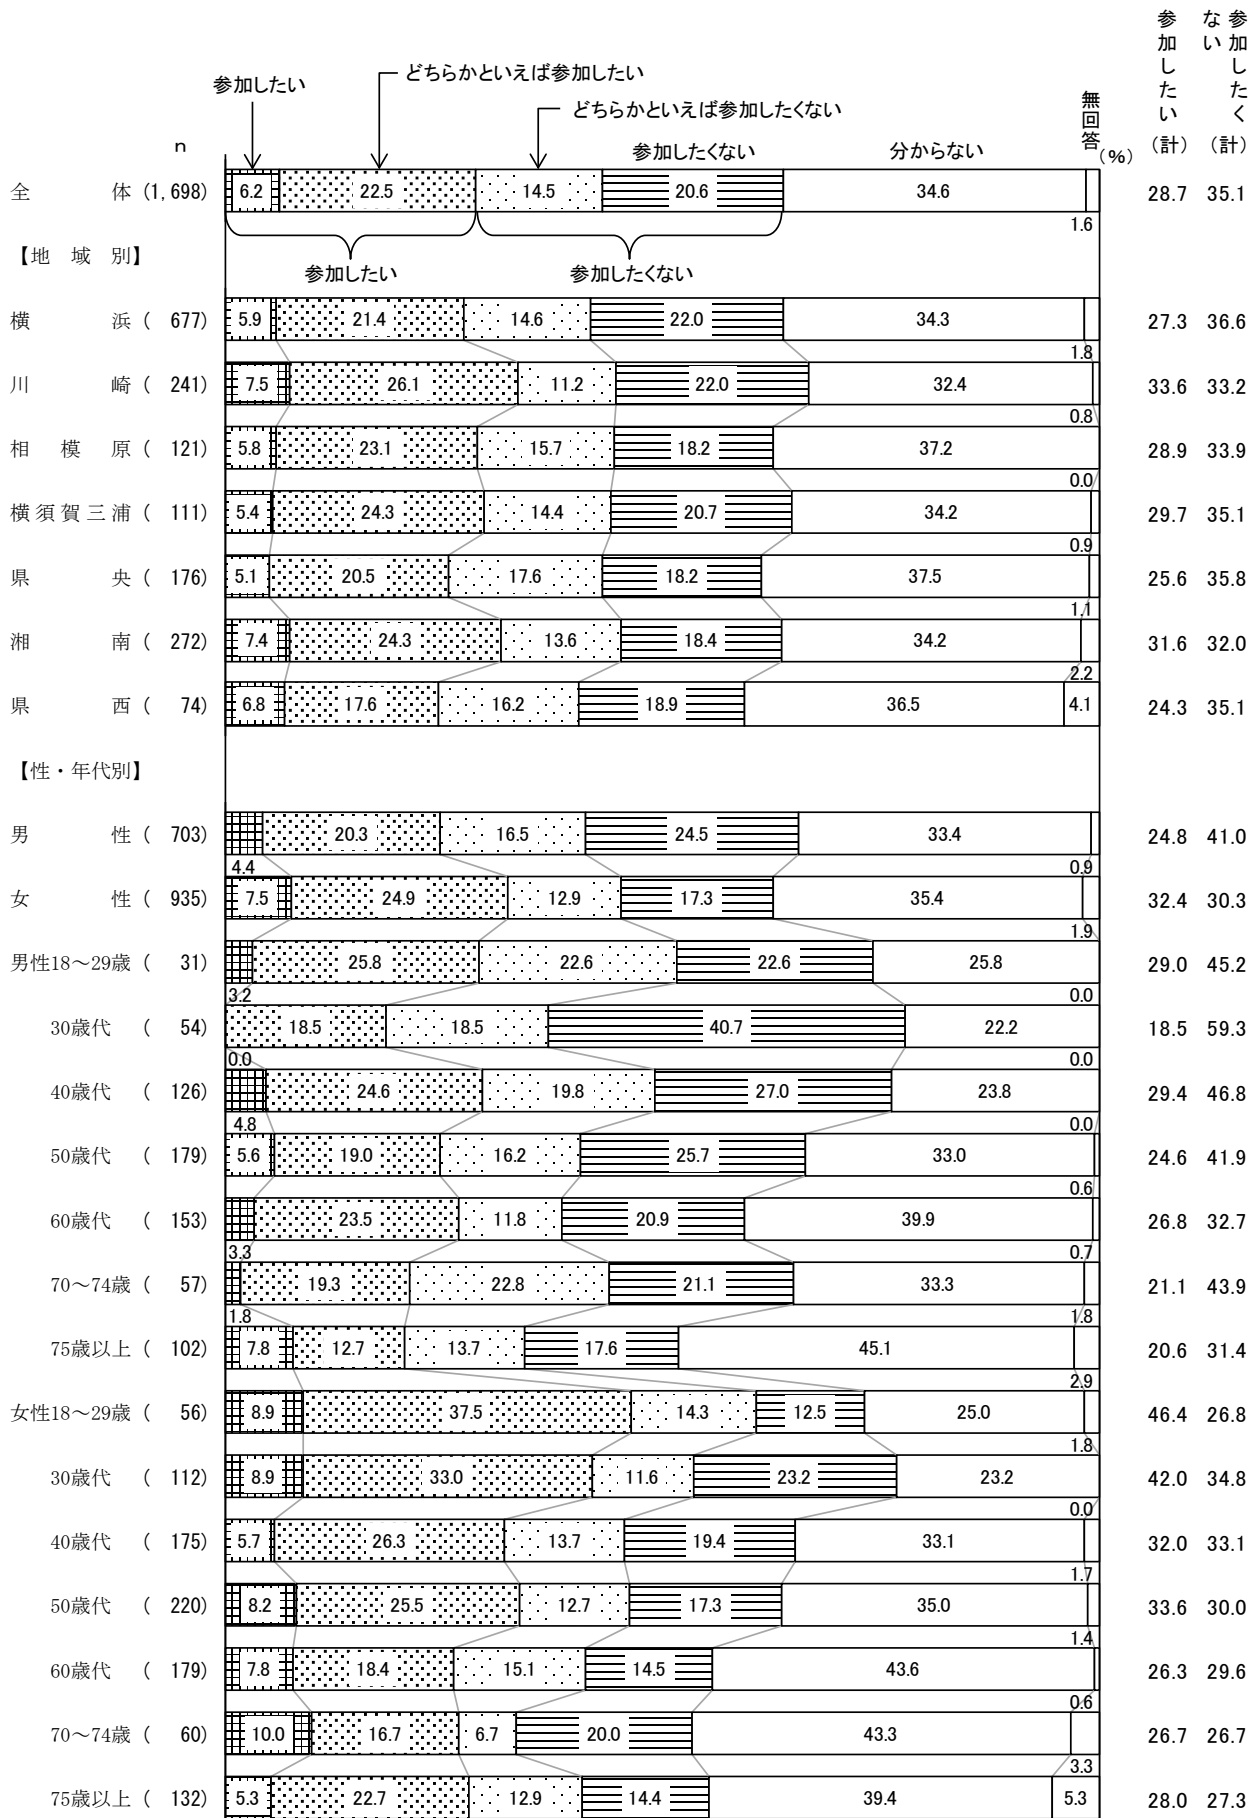 参加したい
参加したくない
どちらかといえば参加したい
参加したい
どちらかといえば参加したくない
無回答
n
参加したくない
分からない
(%)
(計)
(計)
全体 (1,698) 6.2 22.5 14.5 20.6 34.6 28.7 35.1
1.6
【地域別】
参加したい
参加したくない
横浜 ( 677) 5.9 21.4 14.6 22.0 34.3 27.3 36.6
1.8
川崎 ( 241) 7.5 26.1 11.2 22.0 32.4 33.6 33.2
0.8
相模原 ( 121) 5.8 23.1 15.7 18.2 37.2 28.9 33.9
0.0
横須賀三浦 ( 111) 5.4 24.3 14.4 20.7 34.2 29.7 35.1
0.9
県央 ( 176) 5.1 20.5 17.6 18.2 37.5 25.6 35.8
1.1
湘南 ( 272) 7.4 24.3 13.6 18.4 34.2 31.6 32.0
2.2
県西 ( 74) 6.8 17.6 16.2 18.9 36.5 4.1 24.3 35.1
【性・年代別】
男性 ( 703) 20.3 16.5 24.5 33.4 24.8 41.0
4.4 0.9
女性 ( 935) 7.5 24.9 12.9 17.3 35.4 32.4 30.3
1.9
男性18～29歳 ( 31) 25.8 22.6 22.6 25.8 29.0 45.2
3.2 0.0
30歳代 ( 54) 18.5 18.5 40.7 22.2 18.5 59.3
0.0 0.0
40歳代 ( 126) 24.6 19.8 27.0 23.8 29.4 46.8
4.8 0.0
50歳代 ( 179) 5.6 19.0 16.2 25.7 33.0 24.6 41.9
0.6
60歳代 ( 153) 23.5 11.8 20.9 39.9 26.8 32.7
3.3 0.7
70～74歳 ( 57) 19.3 22.8 21.1 33.3 21.1 43.9
1.8 1.8
75歳以上 ( 102) 7.8 12.7 13.7 17.6 45.1 20.6 31.4
2.9
女性18～29歳 ( 56) 8.9 37.5 14.3 12.5 25.0 46.4 26.8
1.8
30歳代 ( 112) 8.9 33.0 11.6 23.2 23.2 42.0 34.8
0.0
40歳代 ( 175) 5.7 26.3 13.7 19.4 33.1 32.0 33.1
1.7
50歳代 ( 220) 8.2 25.5 12.7 17.3 35.0 33.6 30.0
1.4
60歳代 ( 179) 7.8 18.4 15.1 14.5 43.6 26.3 29.6
0.6
70～74歳 ( 60) 10.0 16.7 6.7 20.0 43.3 26.7 26.7
3.3
75歳以上 ( 132) 5.3 22.7 12.9 14.4 39.4 5.3 28.0 27.3